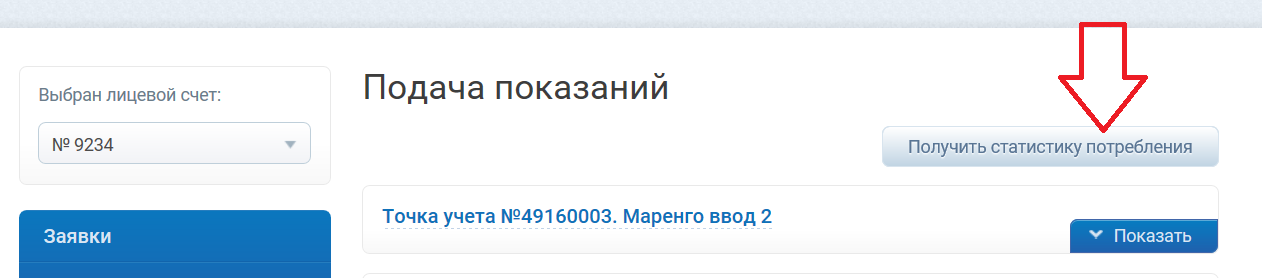 Выбран лицевой счет:
№ 9234
Заявки
Подача показаний
Получить статистику потребления
Точка учета №49160003. Маренго ввод 2
Показать